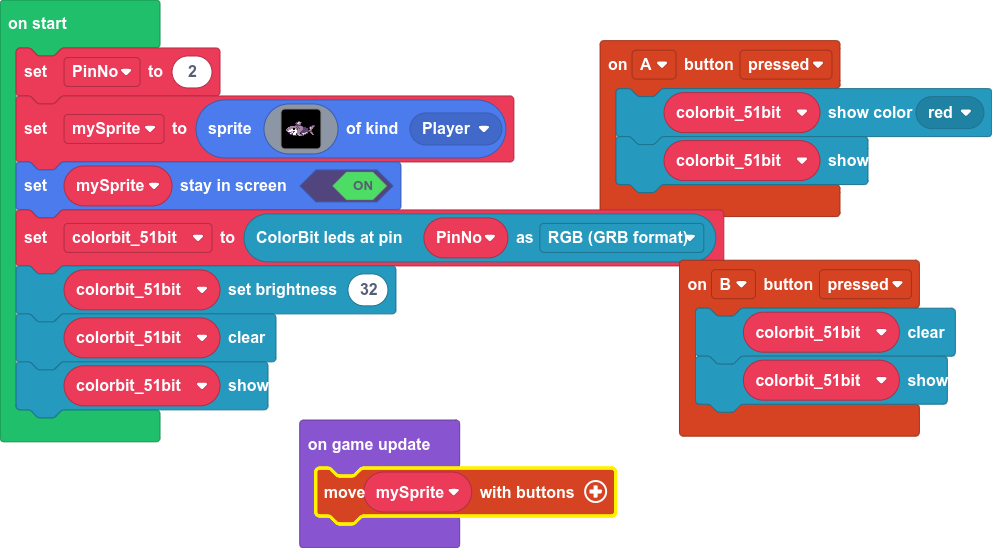 on start
set PinNo to 2
set mySprite to sprite of kind Player
set mySprite stay in screen ON
set colorbit_51bit to ColorBit leds at pin PinNo as RGB (GRB format)
colorbit_51bit set brightness 32
colorbit_51bit clear
colorbit_51bit show
on A button pressed
colorbit_51bit show color red
colorbit_51bit show
on B button pressed
colorbit_51bit clear
colorbit_51bit show
on game update
move mySprite with buttons